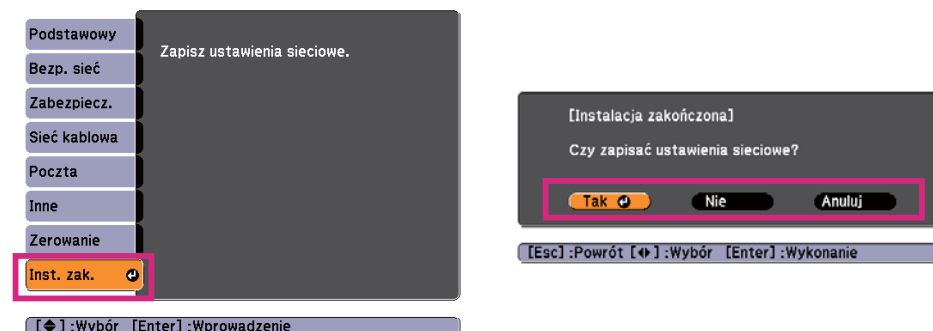 Podstawowy
Bezp. sieć
Zabezpiecz.
Sieć kablowa
Poczta
Inne
Zerowanie
Inst. zak.
Zapisz ustawienia sieciowe.
[◆] :Wybór [Enter] :Wprowadzenie
[Instalacja zakończona]
Czy zapisać ustawienia sieciowe?
Tak Nie Anuluj
[Esc] :Powrót [◆] :Wybór [Enter] :Wykonanie